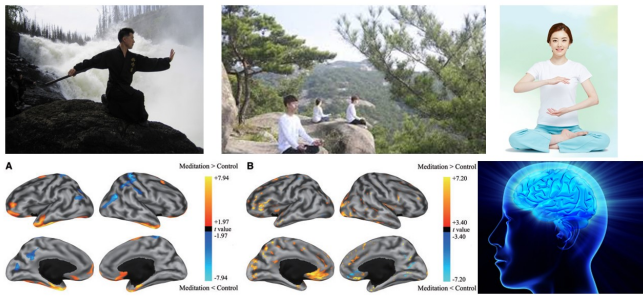 A
Meditation > Control
+7.94
+1.97
t value
-1.97
-7.94
Meditation < Control
B
Meditation > Control
+7.20
+3.40
t value
-3.40
-7.20
Meditation < Control